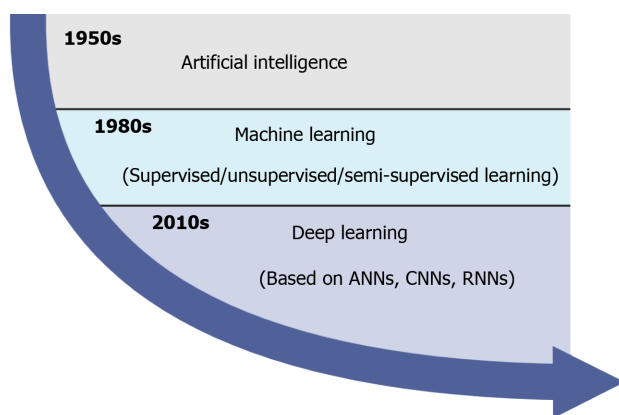 1950s
Artificial intelligence
1980s
Machine learning
(Supervised/unsupervised/semi-supervised learning)
2010s
Deep learning
(Based on ANNs, CNNs, RNNs)